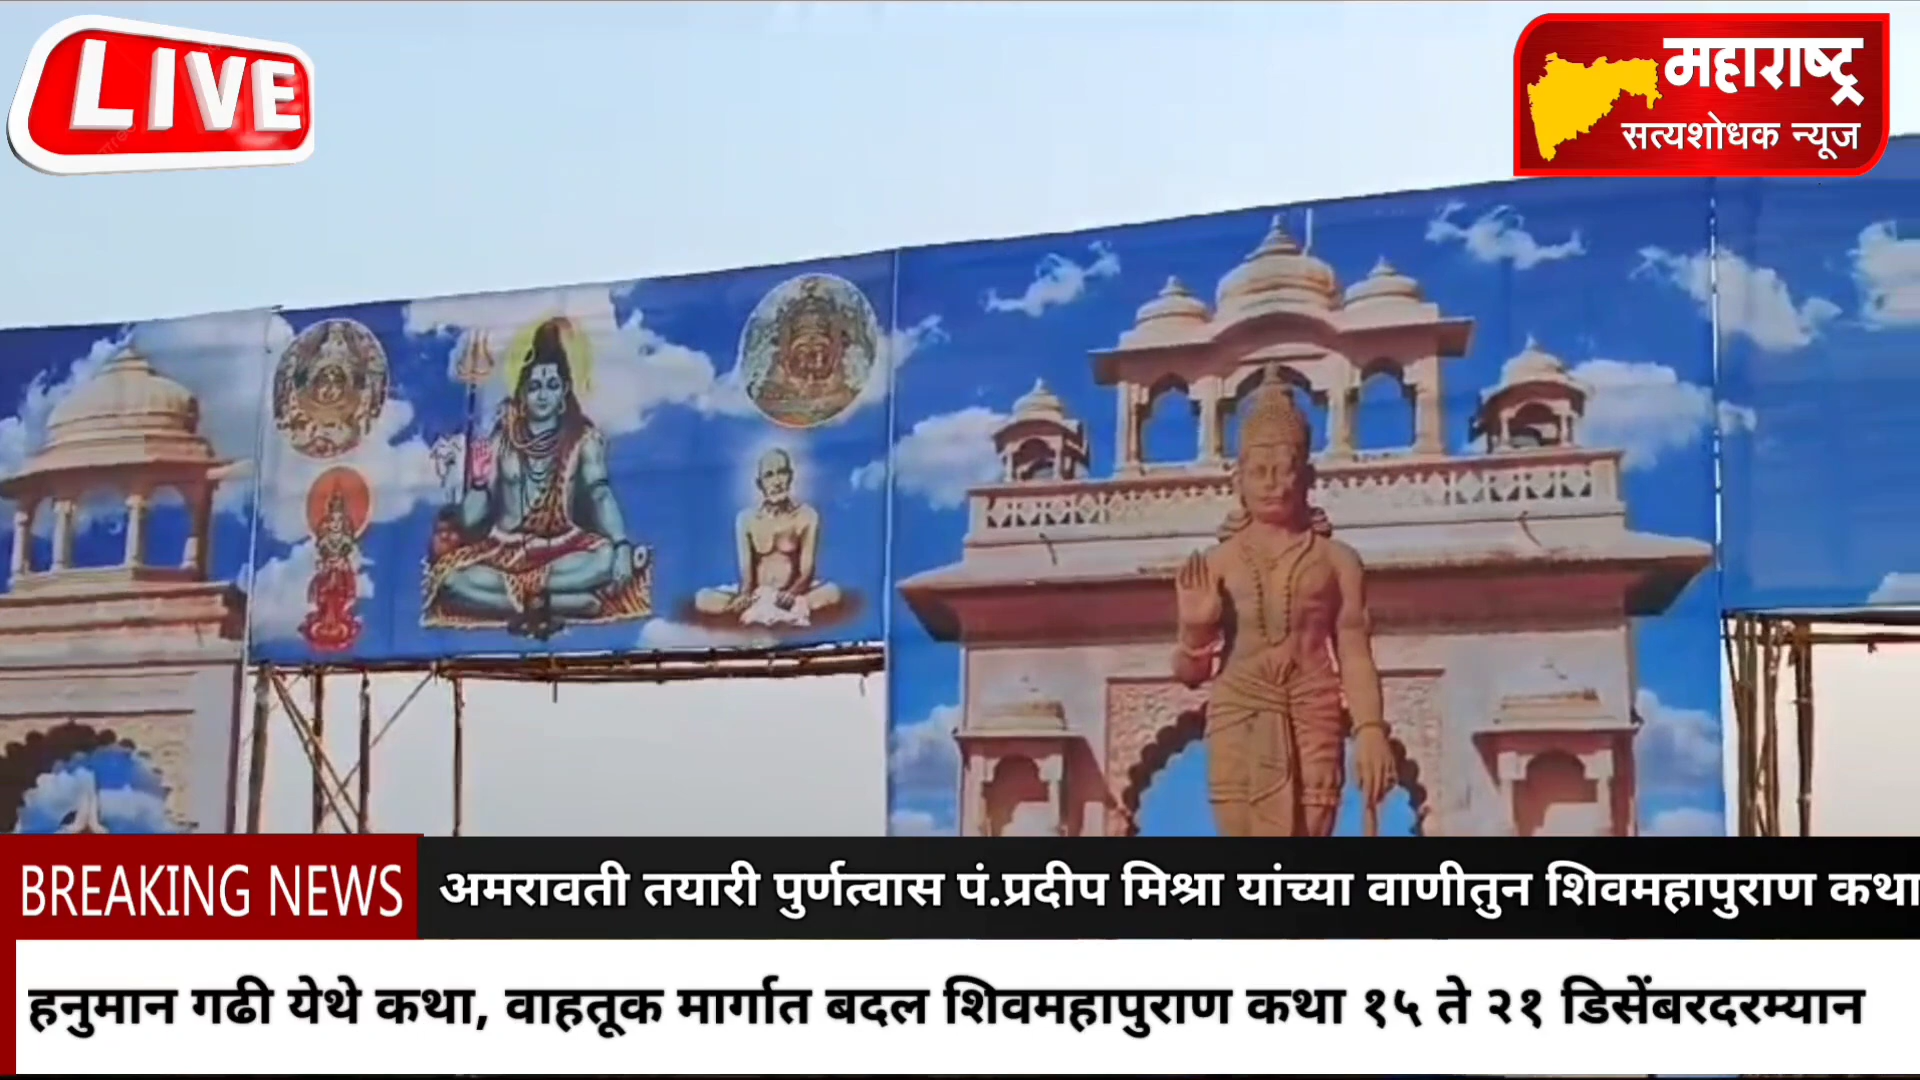 LIVE
महाराष्ट्र
सत्यशोधक न्यूज
BREAKING NEWS
अमरावती तयारी पुर्णत्वास पं.प्रदीप मिश्रा यांच्या वाणीतुन शिवमहापुराण कथा
हनुमान गढी येथे कथा, वाहतूक मार्गात बदल शिवमहापुराण कथा १५ ते २१ डिसेंबरदरम्यान